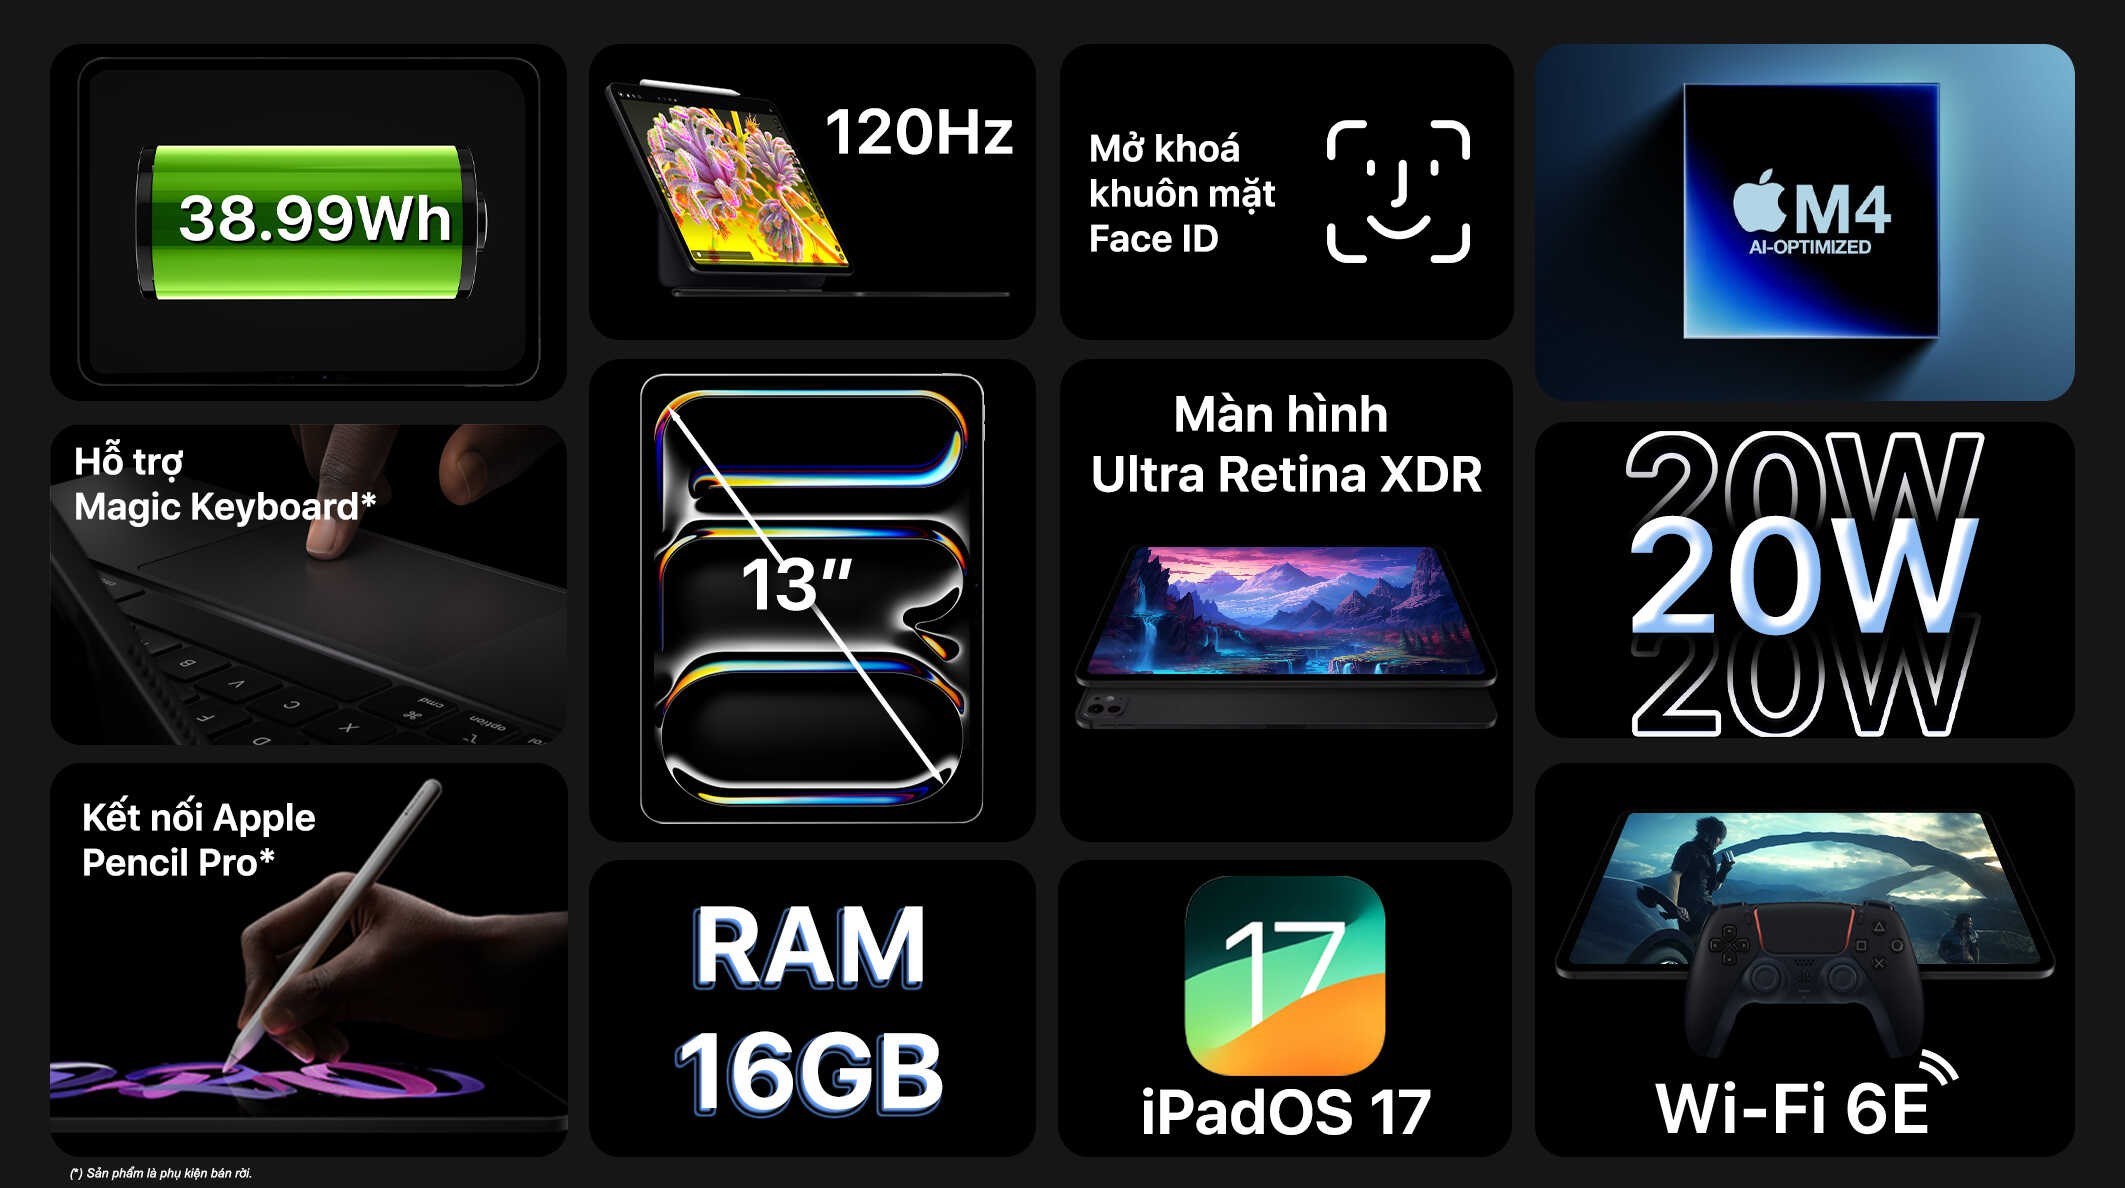 38.99Wh
120Hz
Mở khoá
khuôn mặt
Face ID
M4
AI-OPTIMIZED
Hỗ trợ
Magic Keyboard*
13"
Màn hình
Ultra Retina XDR
20W
20W
20W
Kết nối Apple
Pencil Pro*
RAM
16GB
17
iPadOS 17
Wi-Fi 6E
(*) Sản phẩm là phụ kiện bán rời.
B
V
C
X
F
D
cmd
⌘
option